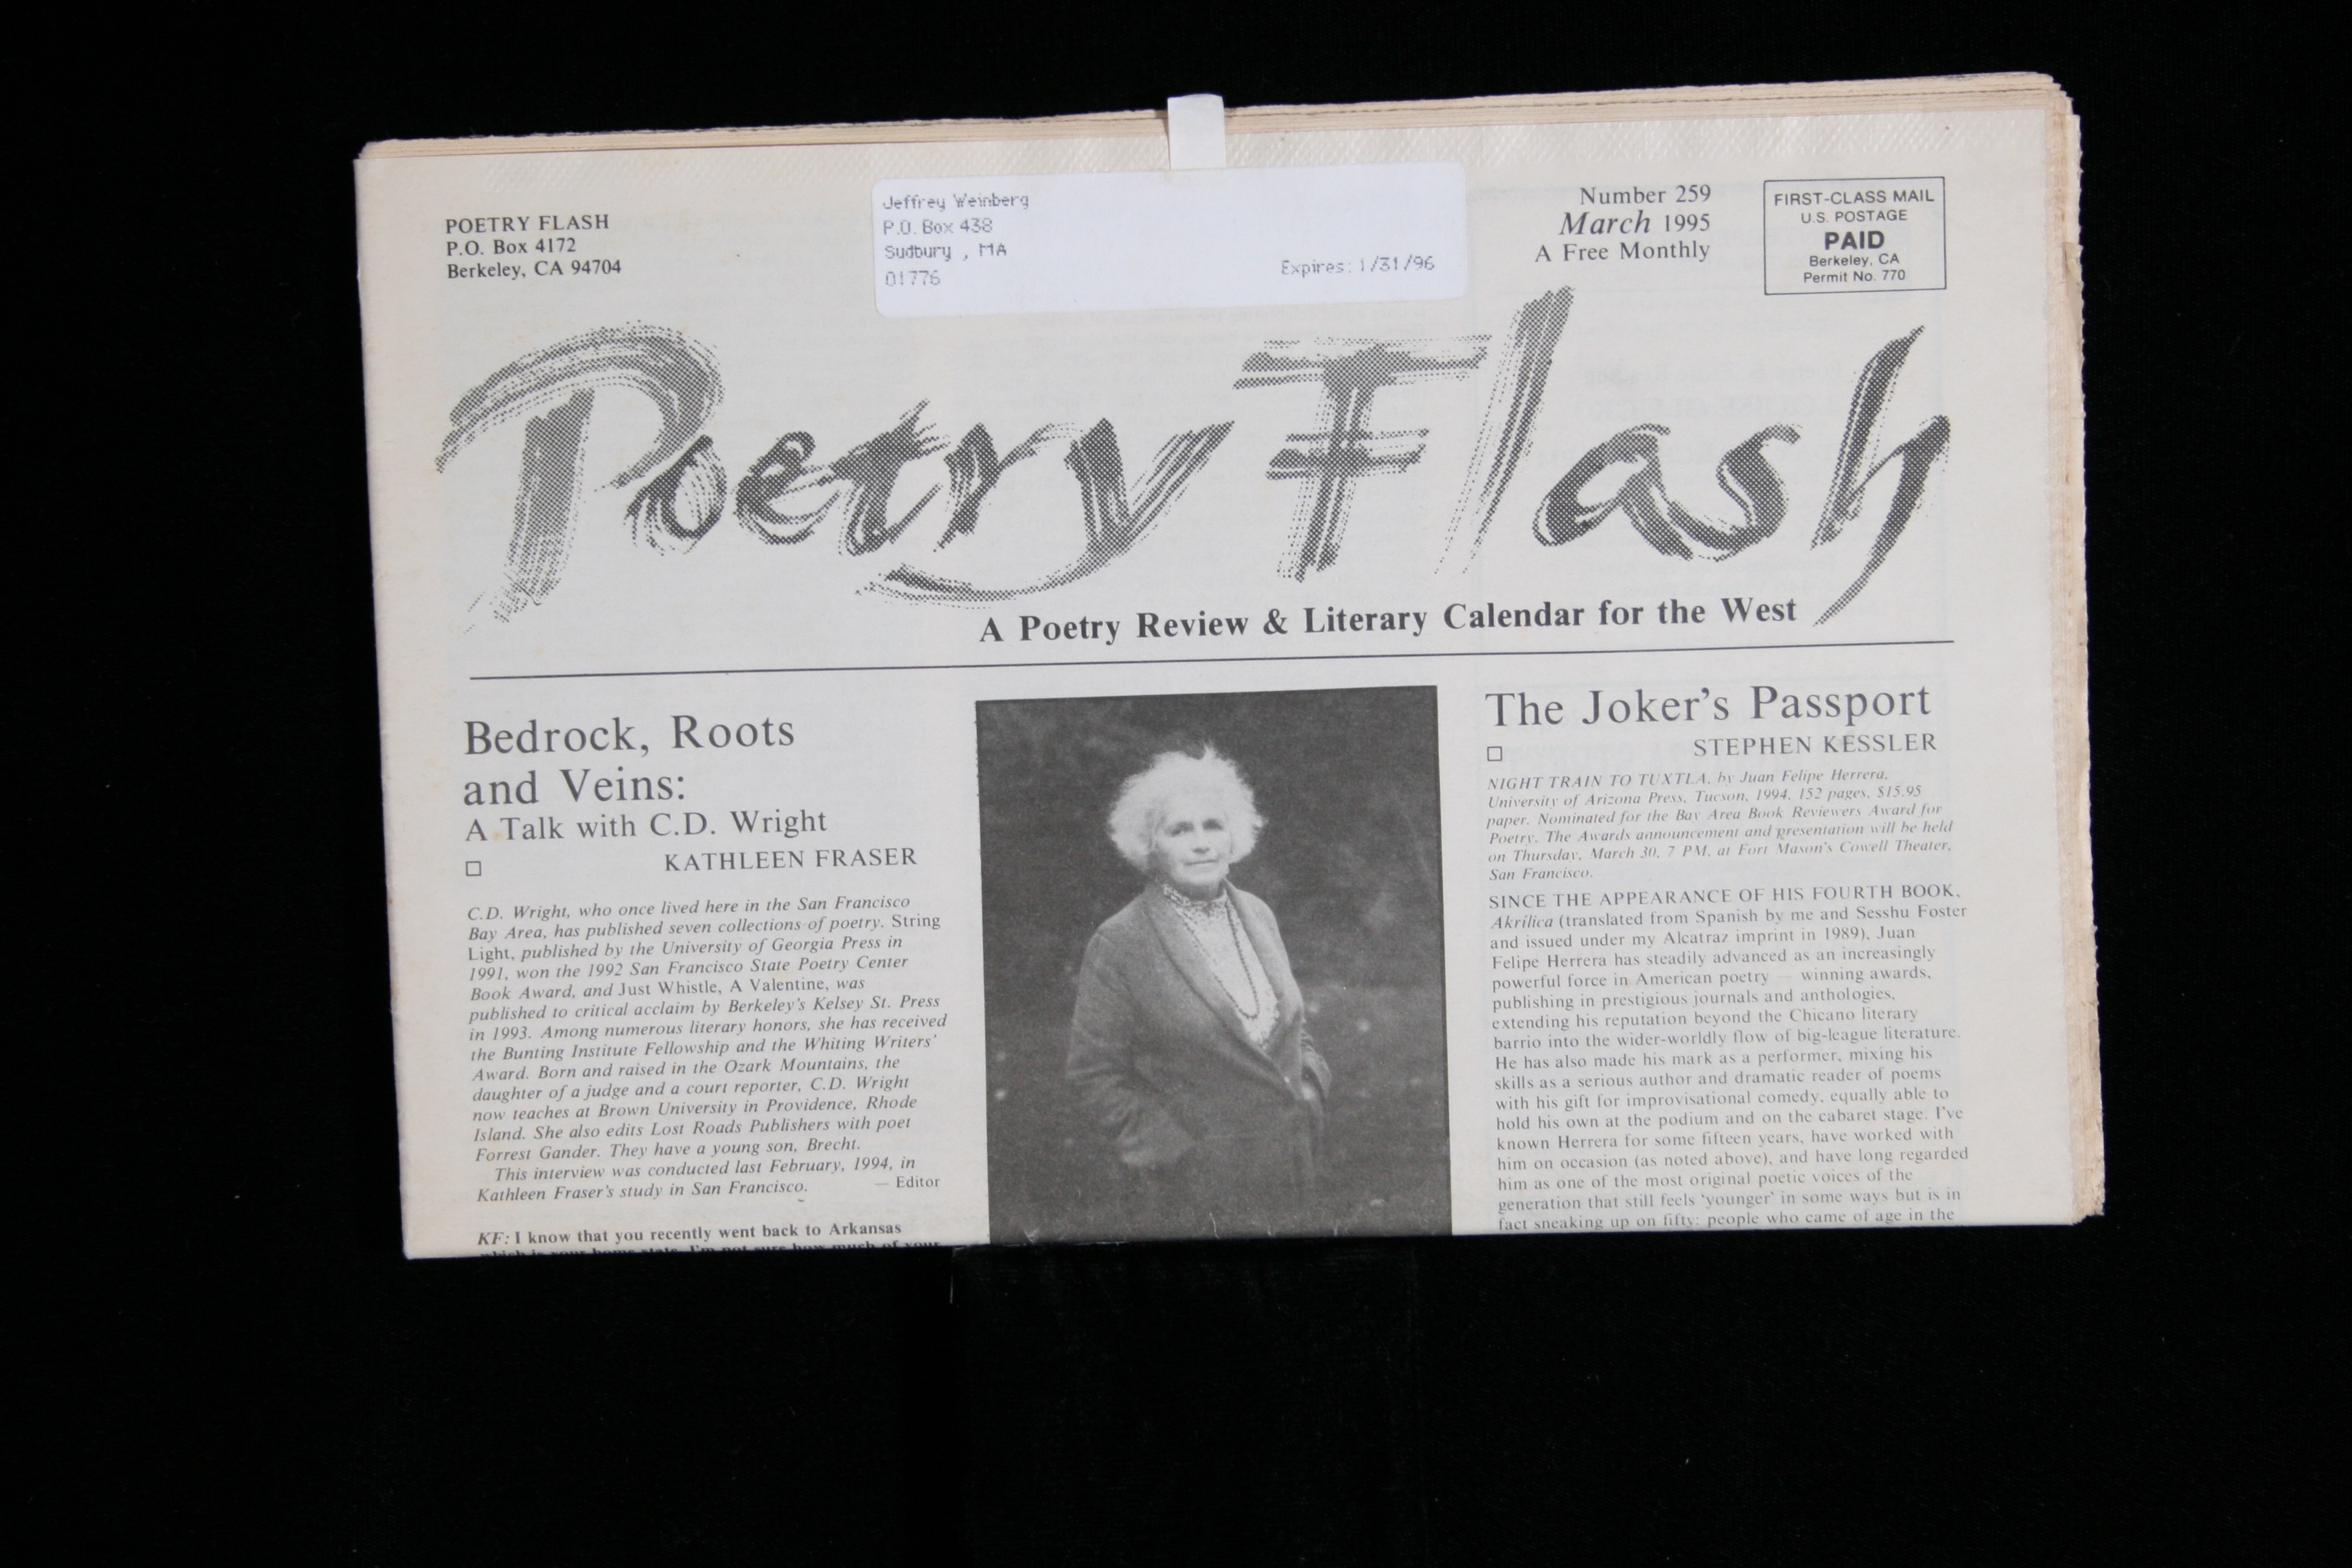 POETRY FLASH
P.O. Box 4172
Berkeley, CA 94704
Jeffrey Weinberg
P.O. Box 438
Sudbury , MA
01776
Expires: 1/31/96
Number 259
March 1995
A Free Monthly
FIRST-CLASS MAIL
U.S. POSTAGE
PAID
Berkeley, CA
Permit No. 770
Poetry Flash
A Poetry Review & Literary Calendar for the West
Bedrock, Roots
and Veins:
A Talk with C.D. Wright
KATHLEEN FRASER
C.D. Wright, who once lived here in the San Francisco
Bay Area, has published seven collections of poetry. String
Light, published by the University of Georgia Press in
1991, won the 1992 San Francisco State Poetry Center
Book Award, and Just Whistle, A Valentine, was
published to critical acclaim by Berkeley's Kelsey St. Press
in 1993. Among numerous literary honors, she has received
the Bunting Institute Fellowship and the Whiting Writers'
Award. Born and raised in the Ozark Mountains, the
daughter of a judge and a court reporter, C.D. Wright
now teaches at Brown University in Providence, Rhode
Island. She also edits Lost Roads Publishers with poet
Forrest Gander. They have a young son, Brecht.
This interview was conducted last February, 1994, in
Kathleen Fraser's study in San Francisco. — Editor
KF: I know that you recently went back to Arkansas
which is your home state. I'm not sure how much of your
The Joker's Passport
STEPHEN KESSLER
NIGHT TRAIN TO TUXTLA, by Juan Felipe Herrera,
University of Arizona Press, Tucson, 1994, 152 pages, $15.95
paper. Nominated for the Bay Area Book Reviewers Award for
Poetry. The Awards announcement and presentation will be held
on Thursday, March 30, 7 PM, at Fort Mason's Cowell Theater,
San Francisco.
SINCE THE APPEARANCE OF HIS FOURTH BOOK,
Akrílica (translated from Spanish by me and Sesshu Foster
and issued under my Alcatraz imprint in 1989), Juan
Felipe Herrera has steadily advanced as an increasingly
powerful force in American poetry — winning awards,
publishing in prestigious journals and anthologies,
extending his reputation beyond the Chicano literary
barrio into the wider-worldly flow of big-league literature.
He has also made his mark as a performer, mixing his
skills as a serious author and dramatic reader of poems
with his gift for improvisational comedy, equally able to
hold his own at the podium and on the cabaret stage. I've
known Herrera for some fifteen years, have worked with
him on occasion (as noted above), and have long regarded
him as one of the most original poetic voices of the
generation that still feels 'younger' in some ways but is in
fact sneaking up on fifty: people who came of age in the